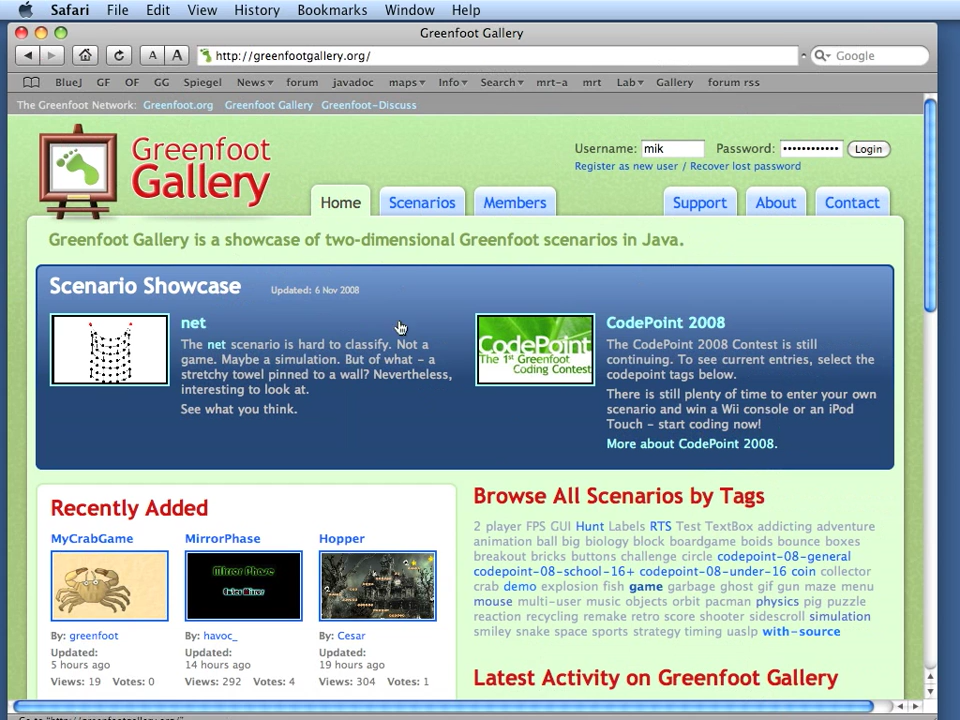 Safari File Edit View History Bookmarks Window Help
Greenfoot Gallery
A A http://greenfootgallery.org/ Google
BlueJ GF OF GG Spiegel News forum javadoc maps Info Search mrt-a mrt Lab Gallery forum rss
The Greenfoot Network: Greenfoot.org Greenfoot Gallery Greenfoot-Discuss
Greenfoot
Gallery
Username: mik Password: •••••••••••• Login
Register as new user / Recover lost password
Home Scenarios Members Support About Contact
Greenfoot Gallery is a showcase of two-dimensional Greenfoot scenarios in Java.
Scenario Showcase Updated: 6 Nov 2008
net
The net scenario is hard to classify. Not a
game. Maybe a simulation. But of what - a
stretchy towel pinned to a wall? Nevertheless,
interesting to look at.
See what you think.
CodePoint
The 1st Greenfoot
Coding Contest
CodePoint 2008
The CodePoint 2008 Contest is still
continuing. To see current entries, select the
codepoint tags below.
There is still plenty of time to enter your own
scenario and win a Wii console or an iPod
Touch - start coding now!
More about CodePoint 2008.
Recently Added
MyCrabGame MirrorPhase Hopper
Mirror Phase
By: greenfoot By: havoc_ By: Cesar
Updated: Updated: Updated:
5 hours ago 14 hours ago 19 hours ago
Views: 19 Votes: 0 Views: 292 Votes: 4 Views: 304 Votes: 1
Browse All Scenarios by Tags
2 player FPS GUI Hunt Labels RTS Test TextBox addicting adventure
animation ball big biology block boardgame boids bounce boxes
breakout bricks buttons challenge circle codepoint-08-general
codepoint-08-school-16+ codepoint-08-under-16 coin collector
crab demo explosion fish game garbage ghost gif gun maze menu
mouse multi-user music objects orbit pacman physics pig puzzle
reaction recycling remake retro score shooter sidescroll simulation
smiley snake space sports strategy timing uaslp with-source
Latest Activity on Greenfoot Gallery
Go to "http://greenfootgallery.org/"